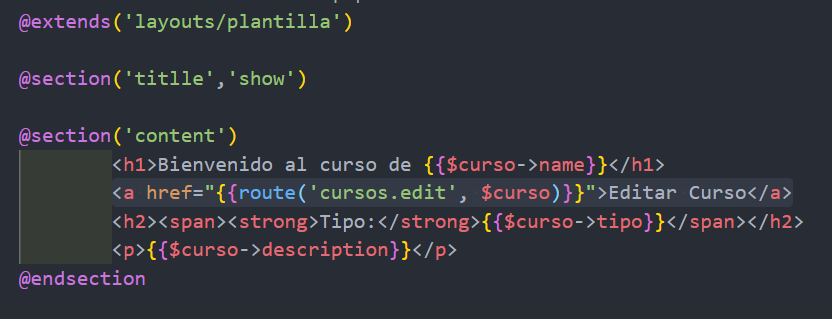 @extends('layouts/plantilla')
@section('titlle','show')
@section('content')
<h1>Bienvenido al curso de {{$curso->name}}</h1>
<a href="{{route('cursos.edit', $curso)}}">Editar Curso</a>
<h2><span><strong>Tipo:</strong>{{$curso->tipo}}</span></h2>
<p>{{$curso->description}}</p>
@endsection